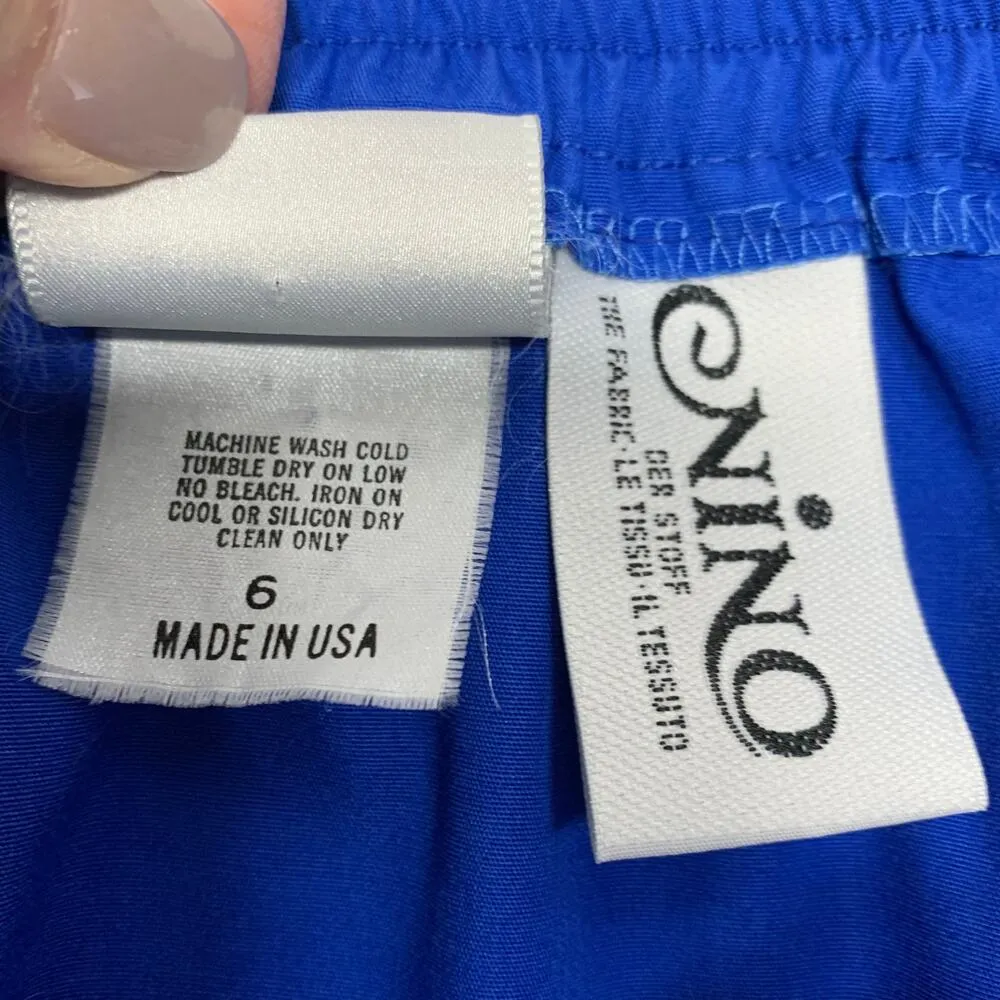 MACHINE WASH COLD
TUMBLE DRY ON LOW
NO BLEACH. IRON ON
COOL OR SILICON DRY
CLEAN ONLY
6
MADE IN USA
NINO
DER STOFF
THE FABRIC·LE TISSU·IL TESSUTO